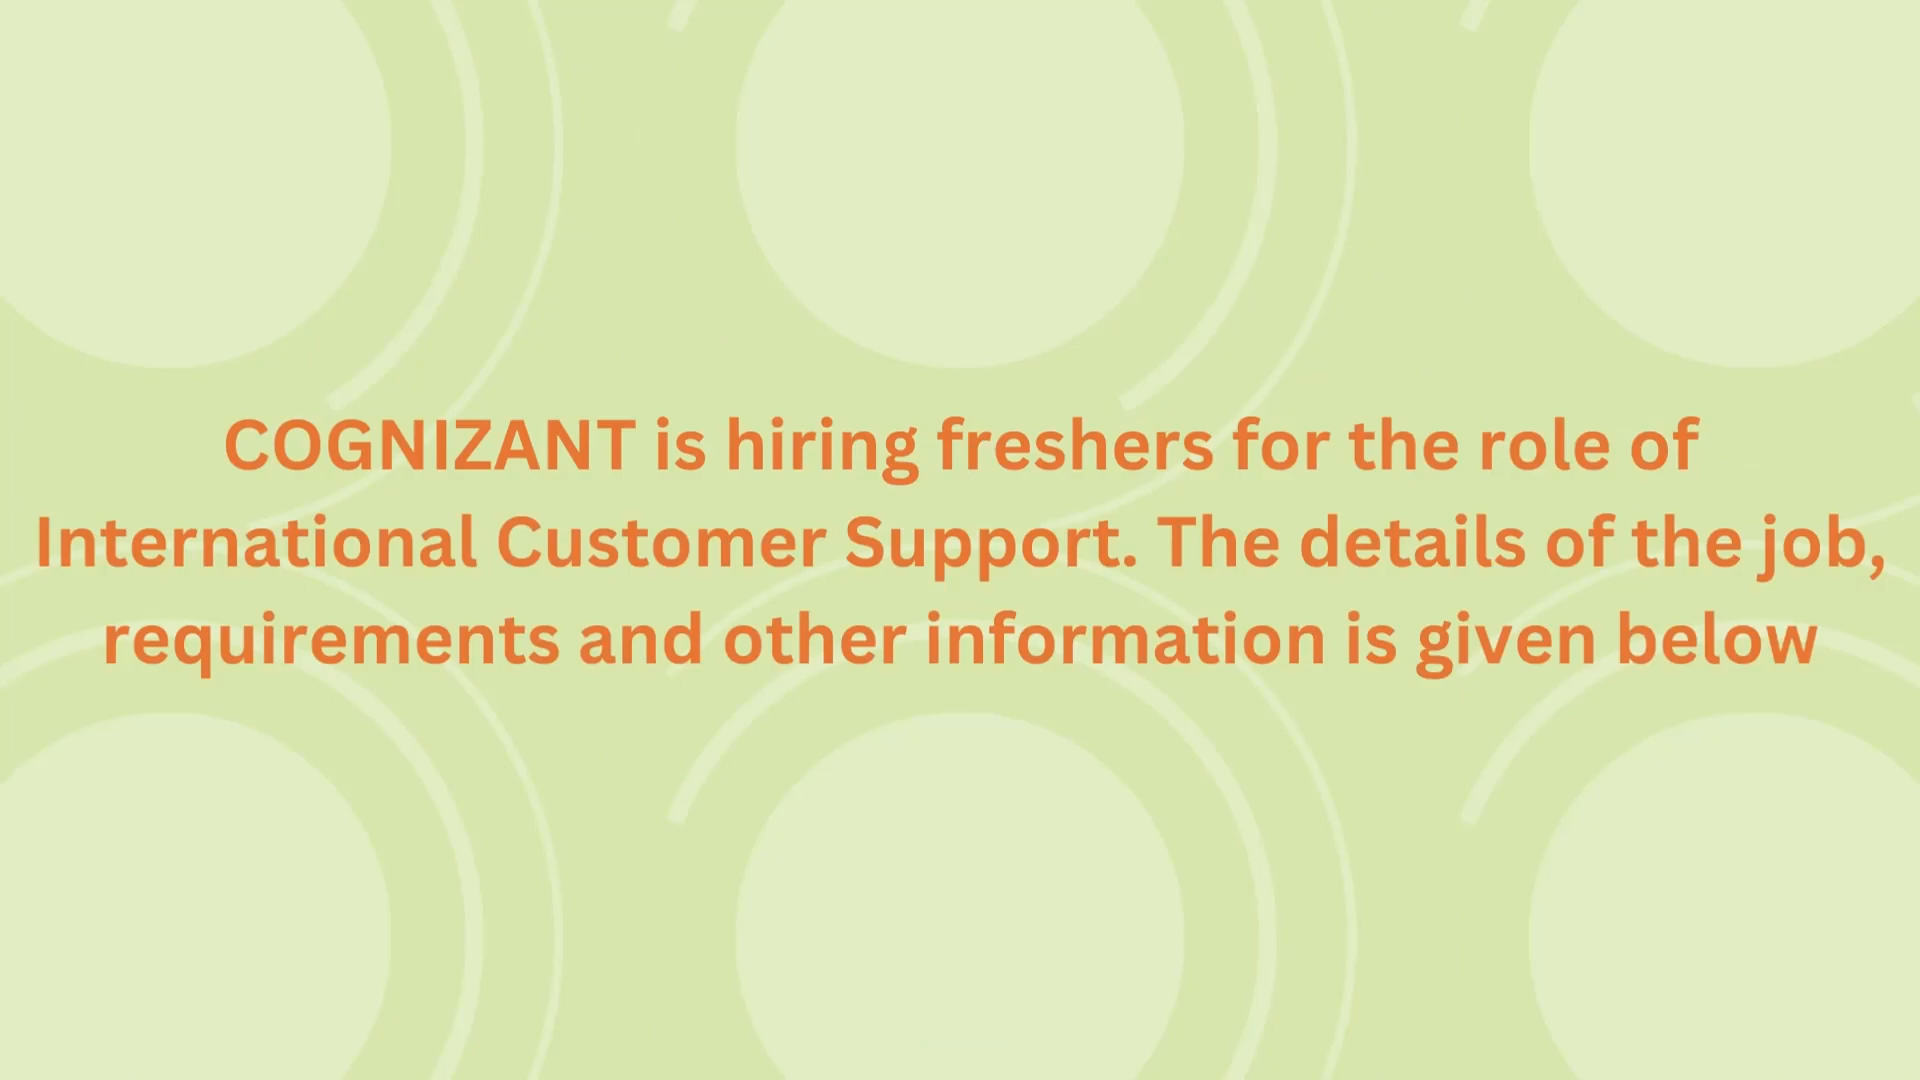 COGNIZANT is hiring freshers for the role of
International Customer Support. The details of the job,
requirements and other information is given below